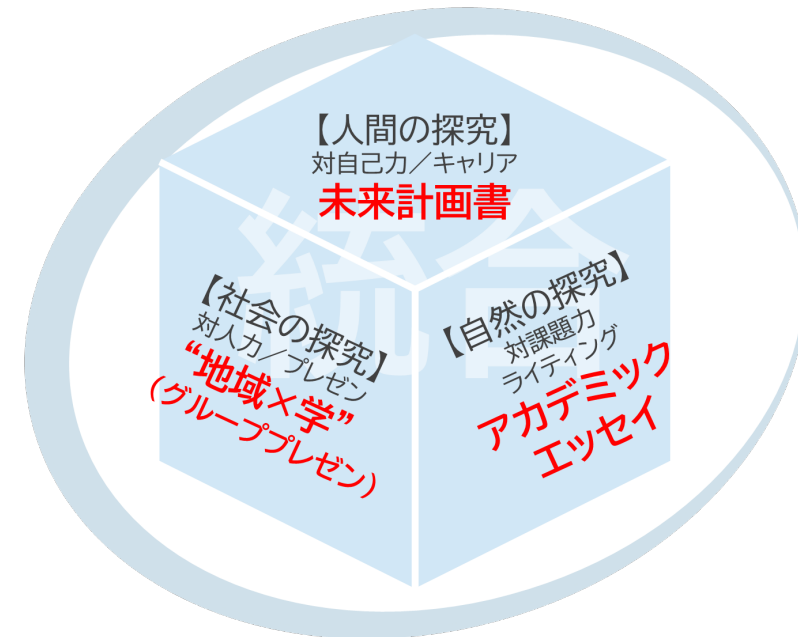 【人間の探究】
対自己力／キャリア
未来計画書
統合
【社会の探究】
対人力／プレゼン
“地域×学”
（グループプレゼン）
【自然の探究】
対課題力
ライティング
アカデミック
エッセイ